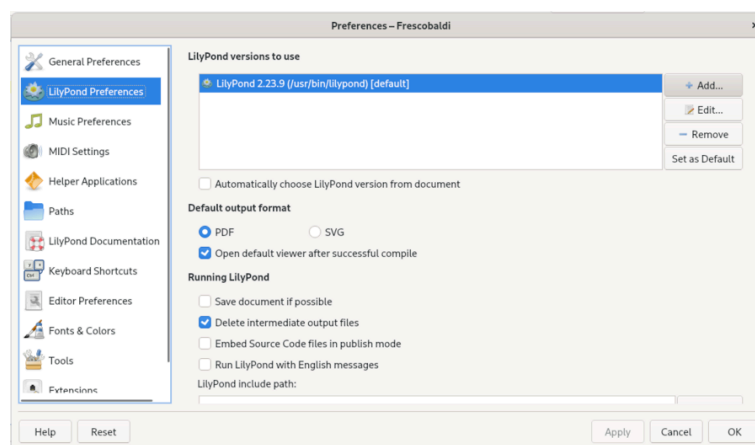 Preferences – Frescobaldi
General Preferences
LilyPond Preferences
Music Preferences
MIDI Settings
Helper Applications
Paths
LilyPond Documentation
Keyboard Shortcuts
Editor Preferences
Fonts & Colors
Tools
Extensions
LilyPond versions to use
LilyPond 2.23.9 (/usr/bin/lilypond) [default]
Add...
Edit...
Remove
Set as Default
Automatically choose LilyPond version from document
Default output format
PDF SVG
Open default viewer after successful compile
Running LilyPond
Save document if possible
Delete intermediate output files
Embed Source Code files in publish mode
Run LilyPond with English messages
LilyPond include path:
Help Reset Apply Cancel OK